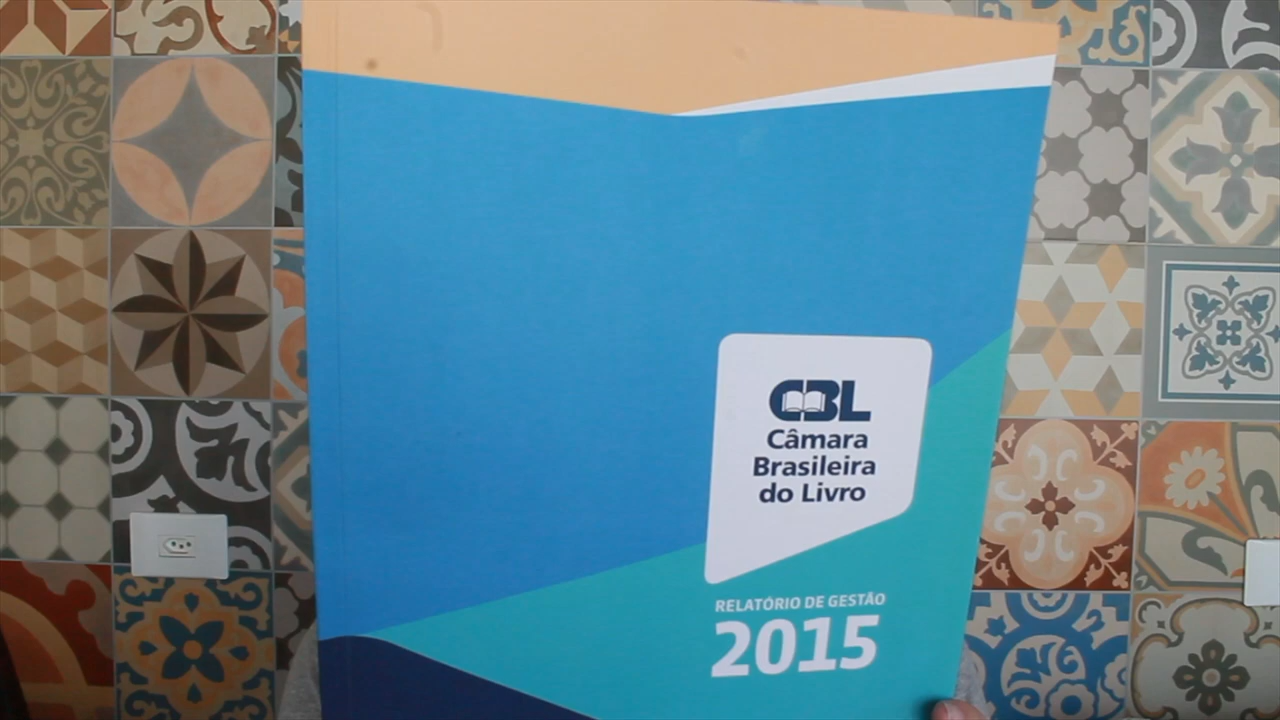 CBL
Câmara
Brasileira
do Livro
RELATÓRIO DE GESTÃO
2015